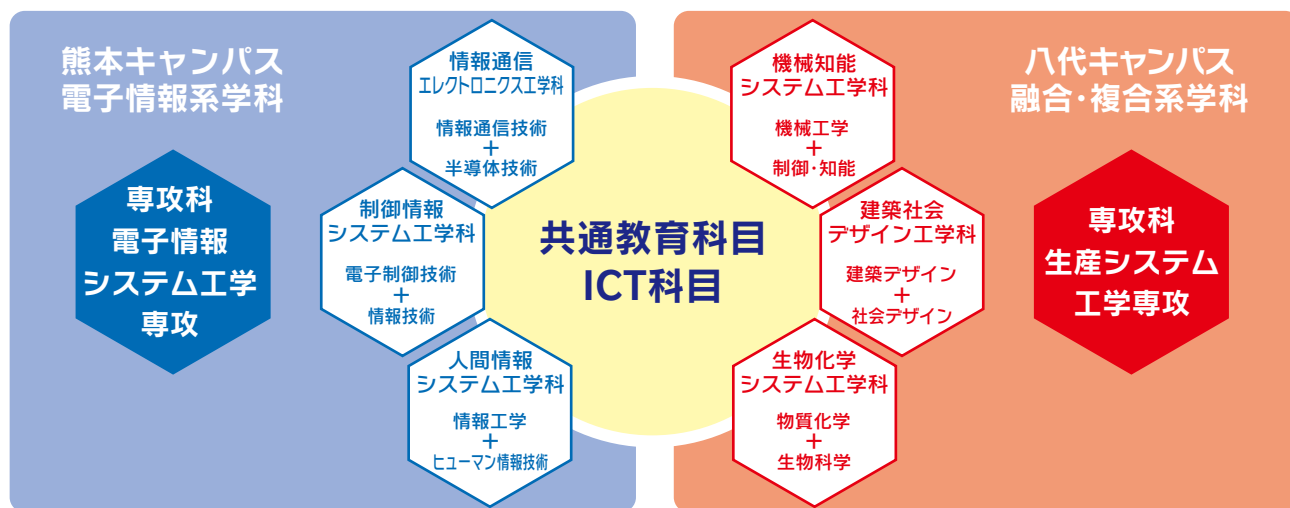 熊本キャンパス
電子情報系学科
専攻科
電子情報
システム工学
専攻
情報通信
エレクトロニクス工学科
情報通信技術
+
半導体技術
制御情報
システム工学科
電子制御技術
+
情報技術
人間情報
システム工学科
情報工学
+
ヒューマン情報技術
共通教育科目
ICT科目
機械知能
システム工学科
機械工学
+
制御・知能
建築社会
デザイン工学科
建築デザイン
+
社会デザイン
生物化学
システム工学科
物質化学
+
生物科学
八代キャンパス
融合・複合系学科
専攻科
生産システム
工学専攻